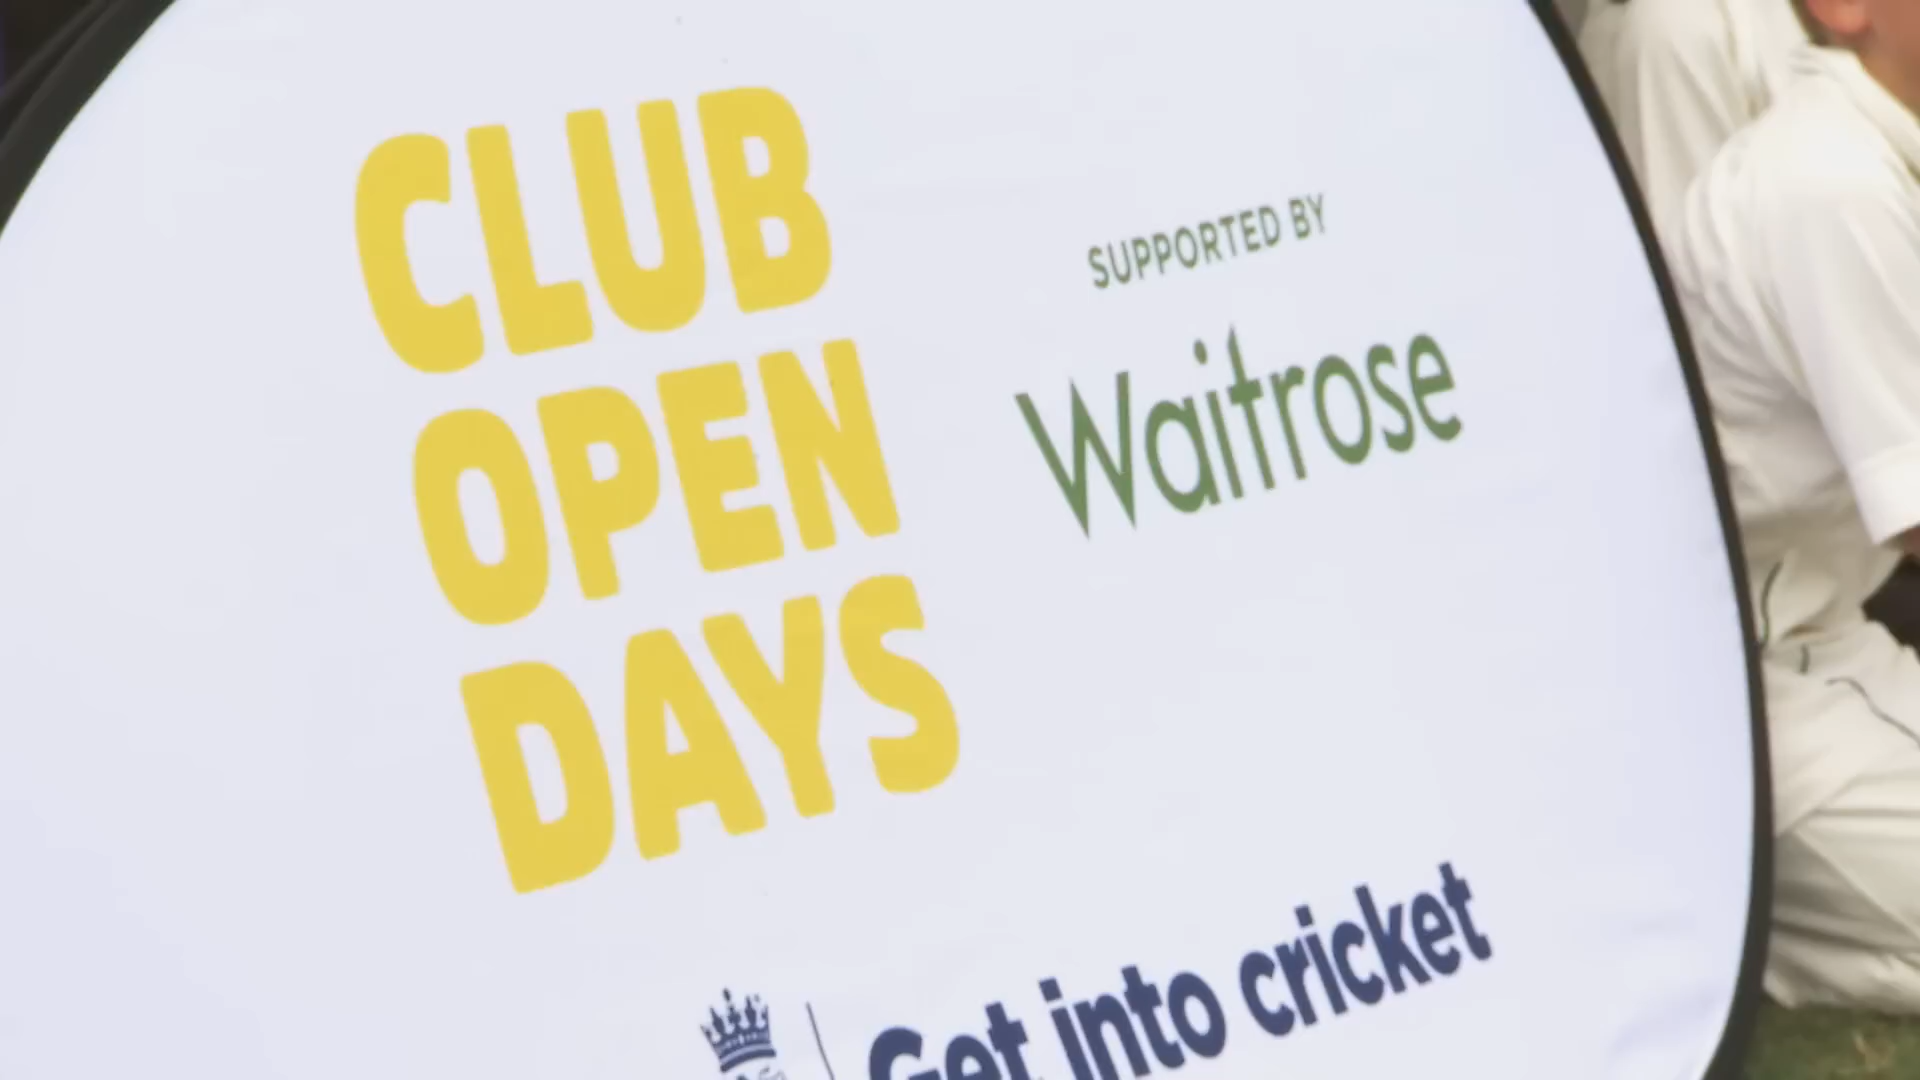 CLUB
OPEN
DAYS
SUPPORTED BY
Waitrose
Get into cricket